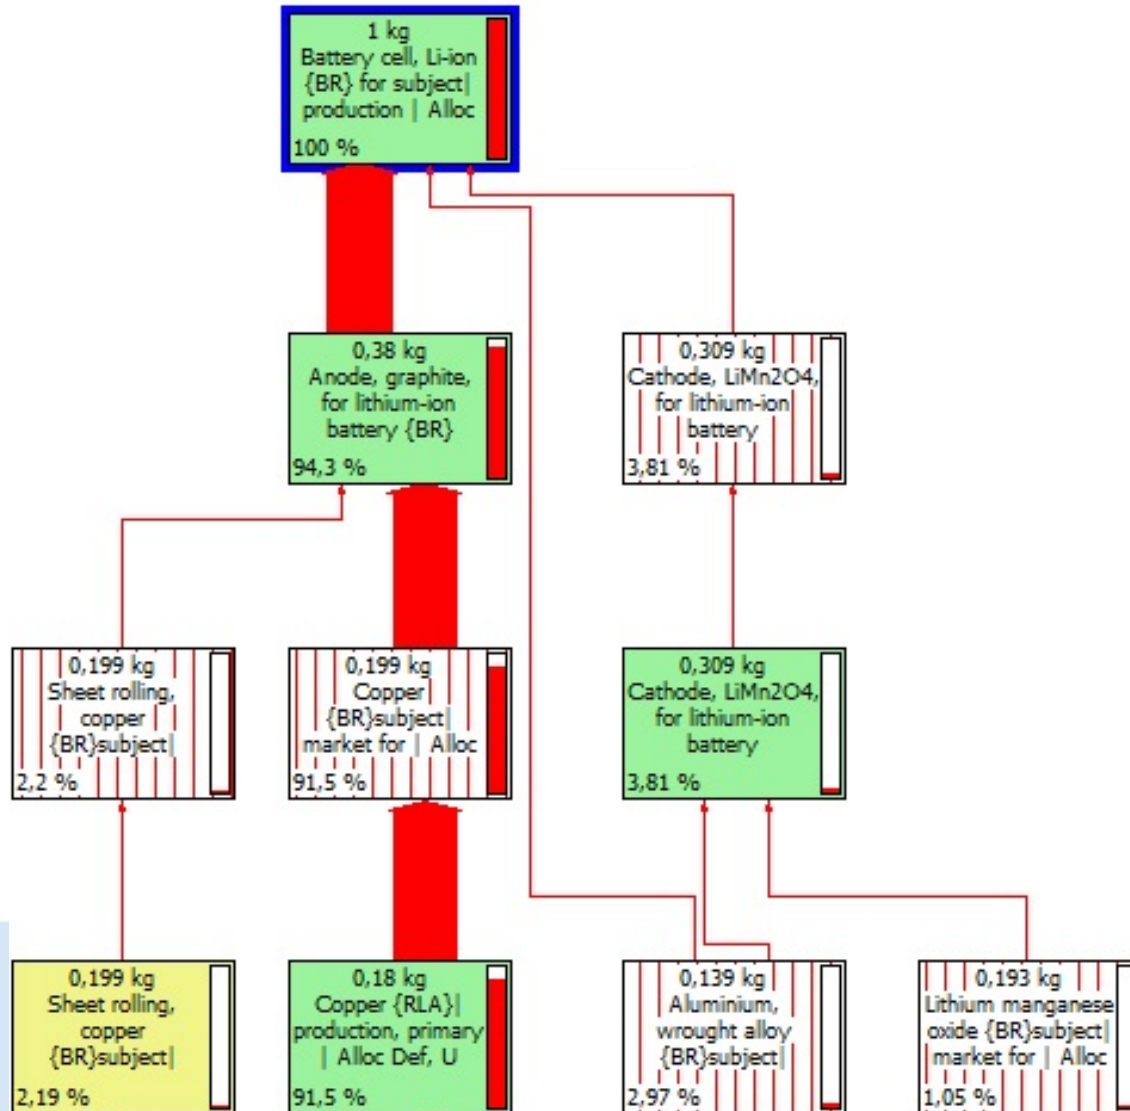 1 kg
Battery cell, Li-ion
{BR} for subject|
production | Alloc
100 %
0,38 kg
Anode, graphite,
for lithium-ion
battery {BR}
94,3 %
0,309 kg
Cathode, LiMn2O4,
for lithium-ion
battery
3,81 %
0,199 kg
Sheet rolling,
copper
{BR}subject|
2,2 %
0,199 kg
Copper
{BR}subject|
market for | Alloc
91,5 %
0,309 kg
Cathode, LiMn2O4,
for lithium-ion
battery
3,81 %
0,199 kg
Sheet rolling,
copper
{BR}subject|
2,19 %
0,18 kg
Copper {RLA}|
production, primary
| Alloc Def, U
91,5 %
0,139 kg
Aluminium,
wrought alloy
{BR}subject|
2,97 %
0,193 kg
Lithium manganese
oxide {BR}subject|
market for | Alloc
1,05 %